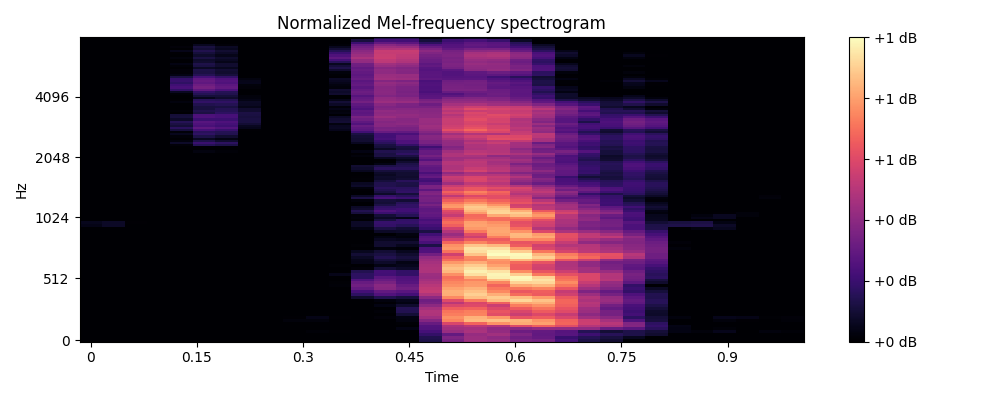 Normalized Mel-frequency spectrogram
Hz
4096
2048
1024
512
0
0 0.15 0.3 0.45 0.6 0.75 0.9
Time
+1 dB
+1 dB
+1 dB
+0 dB
+0 dB
+0 dB